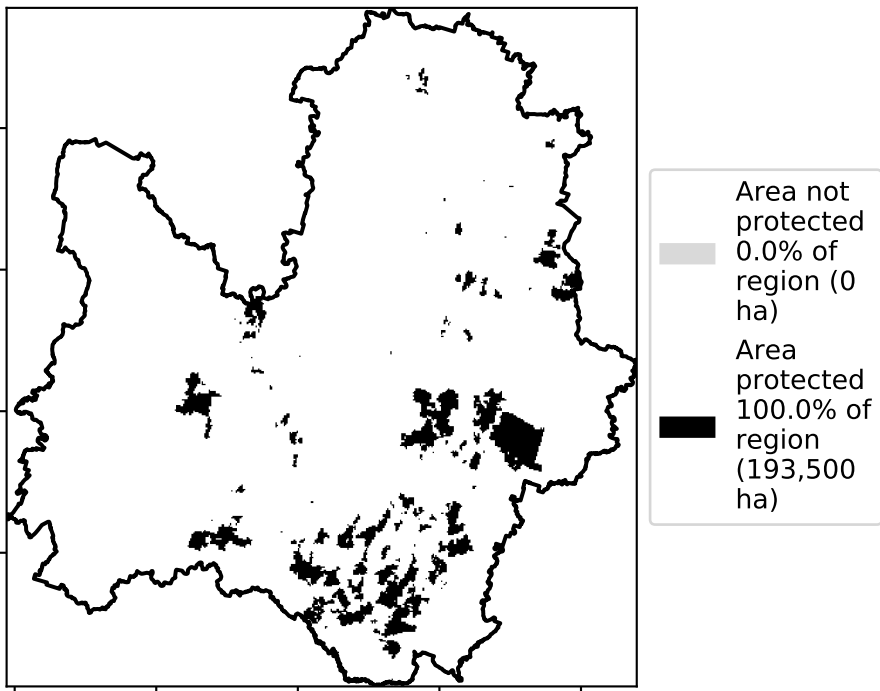 Area not
protected
0.0% of
region (0
ha)
Area
protected
100.0% of
region
(193,500
ha)